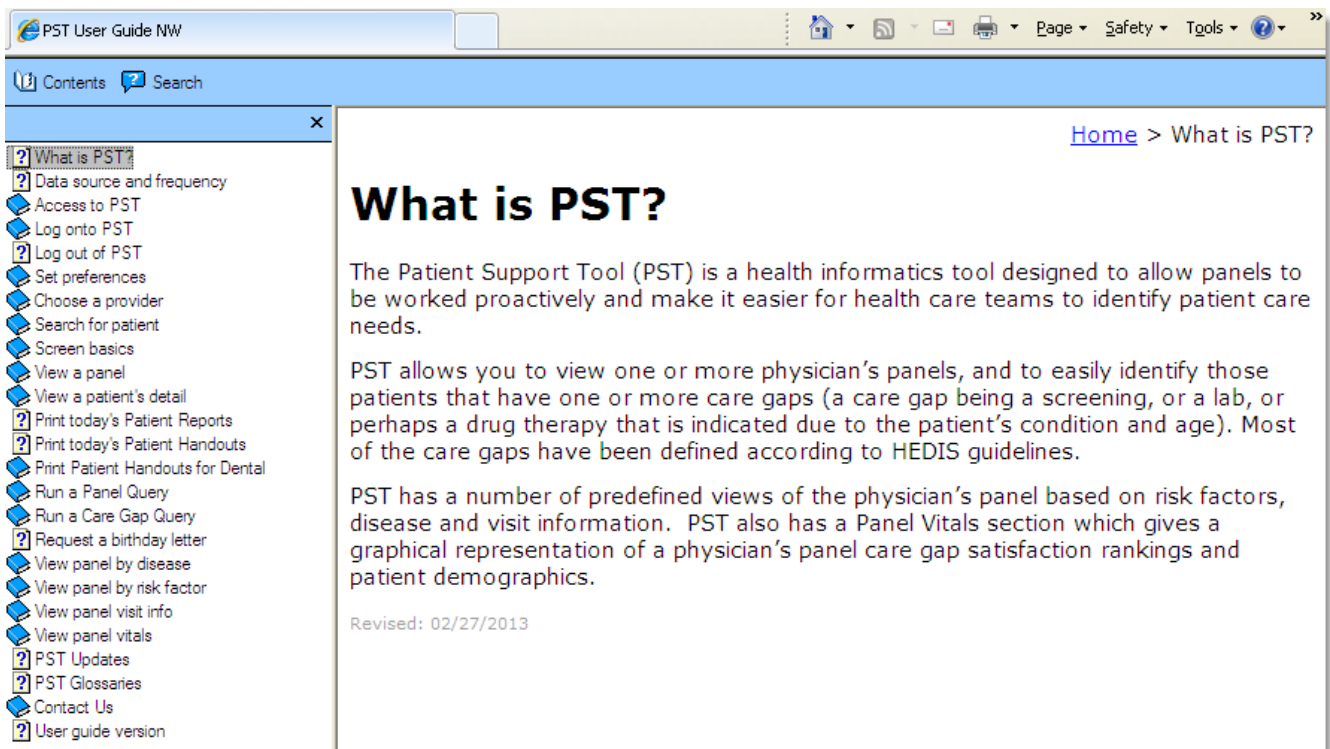 PST User Guide NW
Page Safety Tools »
Contents Search
×
What is PST?
Data source and frequency
Access to PST
Log onto PST
Log out of PST
Set preferences
Choose a provider
Search for patient
Screen basics
View a panel
View a patient's detail
Print today's Patient Reports
Print today's Patient Handouts
Print Patient Handouts for Dental
Run a Panel Query
Run a Care Gap Query
Request a birthday letter
View panel by disease
View panel by risk factor
View panel visit info
View panel vitals
PST Updates
PST Glossaries
Contact Us
User guide version
Home > What is PST?
What is PST?
The Patient Support Tool (PST) is a health informatics tool designed to allow panels to
be worked proactively and make it easier for health care teams to identify patient care
needs.
PST allows you to view one or more physician’s panels, and to easily identify those
patients that have one or more care gaps (a care gap being a screening, or a lab, or
perhaps a drug therapy that is indicated due to the patient’s condition and age). Most
of the care gaps have been defined according to HEDIS guidelines.
PST has a number of predefined views of the physician’s panel based on risk factors,
disease and visit information. PST also has a Panel Vitals section which gives a
graphical representation of a physician’s panel care gap satisfaction rankings and
patient demographics.
Revised: 02/27/2013